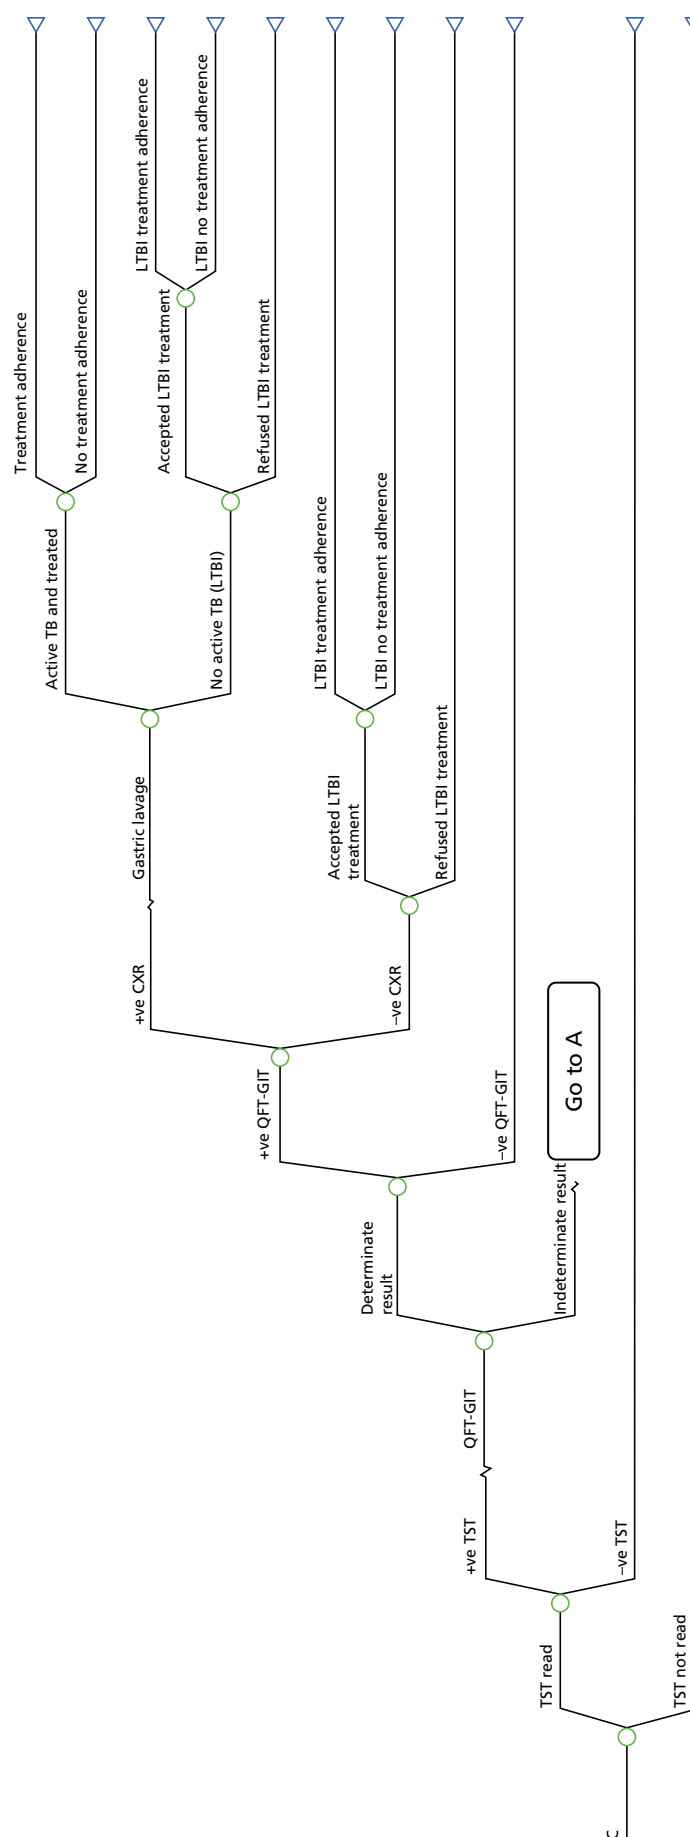 Treatment adherence
No treatment adherence
LTBI treatment adherence
LTBI no treatment adherence
Active TB and treated
Accepted LTBI treatment
Refused LTBI treatment
No active TB (LTBI)
LTBI treatment adherence
LTBI no treatment adherence
Gastric lavage
Accepted LTBI
treatment
Refused LTBI treatment
+ve CXR
–ve CXR
+ve QFT-GIT
–ve QFT-GIT
Go to A
Determinate
result
Indeterminate result
QFT-GIT
+ve TST
–ve TST
TST read
TST not read
C